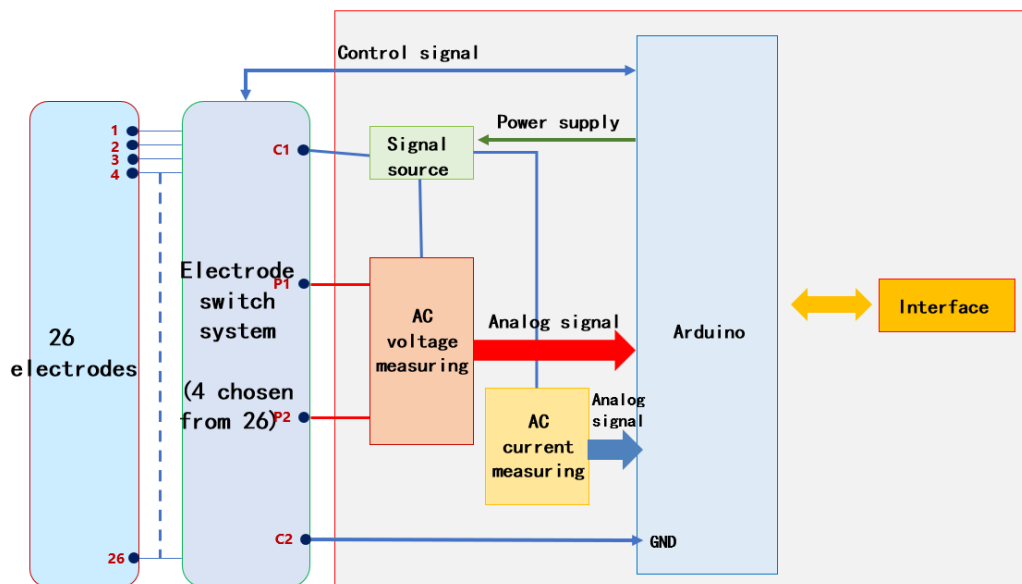 Control signal
1
2
3
4
26
26
electrodes
C1
P1
Electrode
switch
system
(4 chosen
from 26)
P2
C2
Signal
source
Power supply
AC
voltage
measuring
Analog signal
AC
current
measuring
Analog
signal
Arduino
GND
Interface